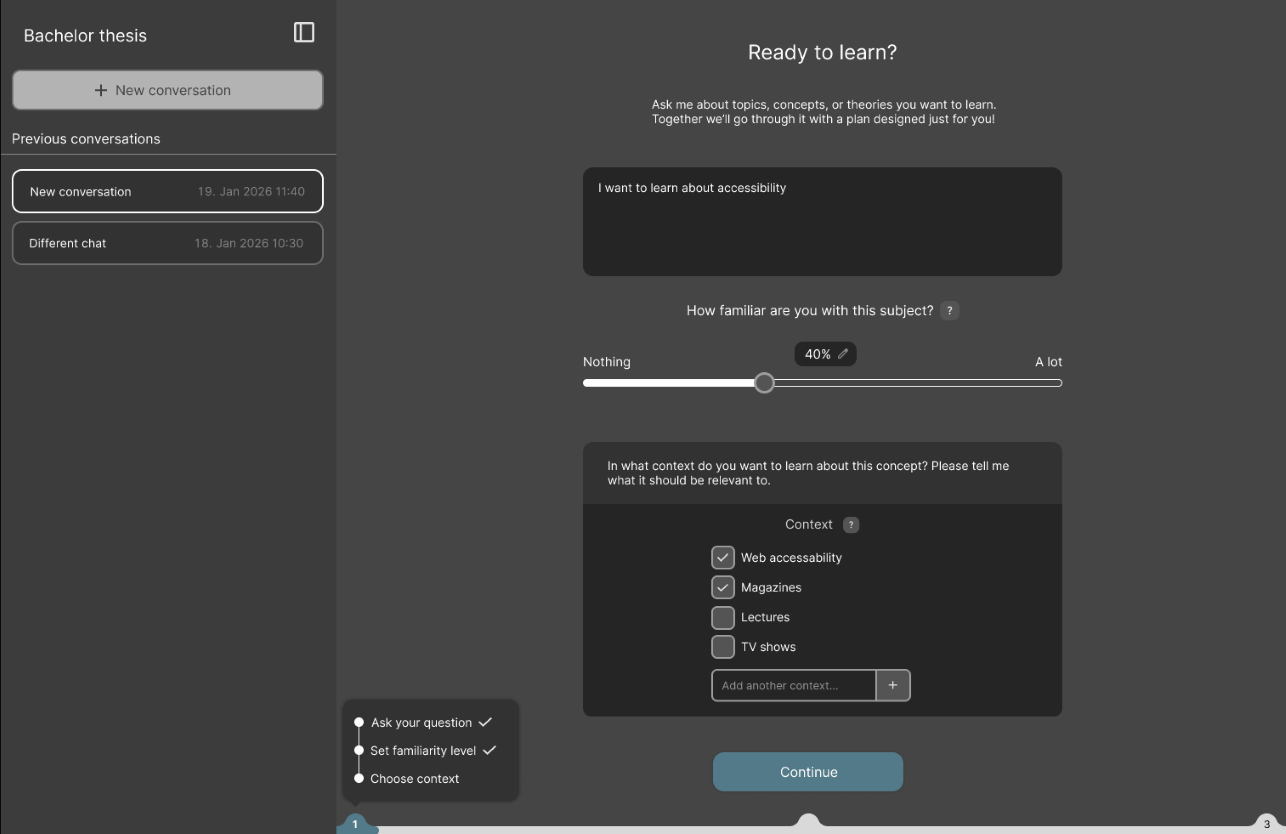 Bachelor thesis
+ New conversation
Previous conversations
New conversation 19. Jan 2026 11:40
Different chat 18. Jan 2026 10:30
Ready to learn?
Ask me about topics, concepts, or theories you want to learn.
Together we'll go through it with a plan designed just for you!
I want to learn about accessibility
How familiar are you with this subject? ?
40%
Nothing A lot
In what context do you want to learn about this concept? Please tell me
what it should be relevant to.
Context ?
Web accessability
Magazines
Lectures
TV shows
Add another context... +
Continue
Ask your question
Set familiarity level
Choose context
1 3